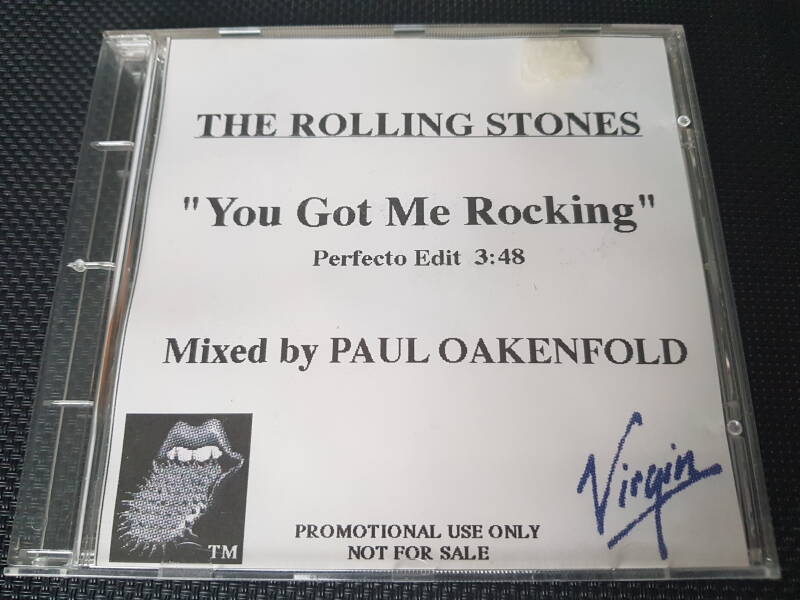 THE ROLLING STONES
"You Got Me Rocking"
Perfecto Edit 3:48
Mixed by PAUL OAKENFOLD
Virgin
PROMOTIONAL USE ONLY
NOT FOR SALE
TM